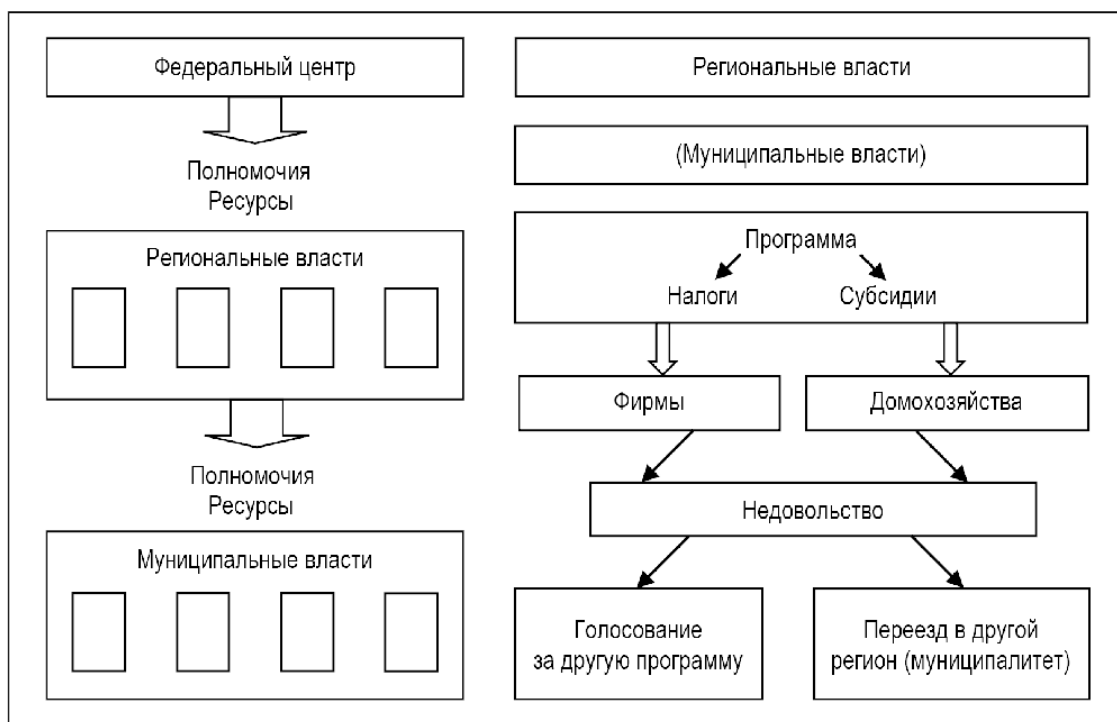 Федеральный центр
Полномочия
Ресурсы
Региональные власти
Полномочия
Ресурсы
Муниципальные власти
Региональные власти
(Муниципальные власти)
Программа
Налоги
Субсидии
Фирмы
Домохозяйства
Недовольство
Голосование
за другую программу
Переезд в другой
регион (муниципалитет)